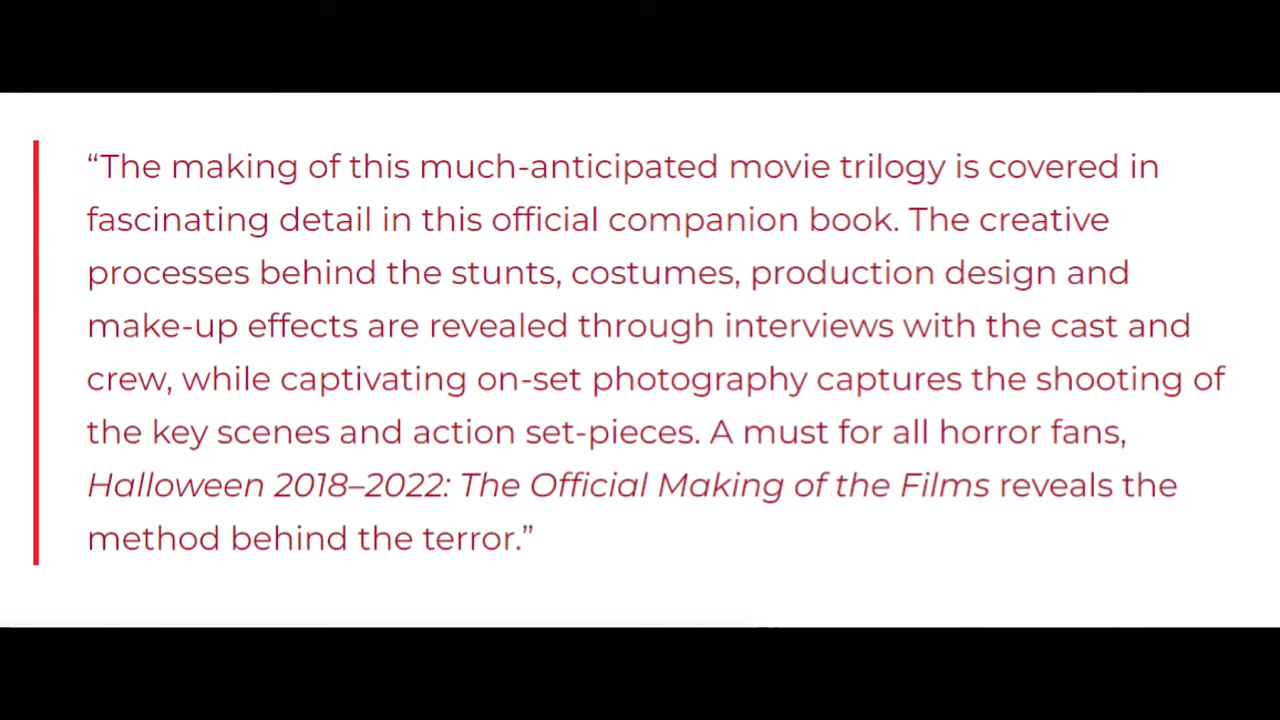 “The making of this much-anticipated movie trilogy is covered in
fascinating detail in this official companion book. The creative
processes behind the stunts, costumes, production design and
make-up effects are revealed through interviews with the cast and
crew, while captivating on-set photography captures the shooting of
the key scenes and action set-pieces. A must for all horror fans,
Halloween 2018–2022: The Official Making of the Films reveals the
method behind the terror.”